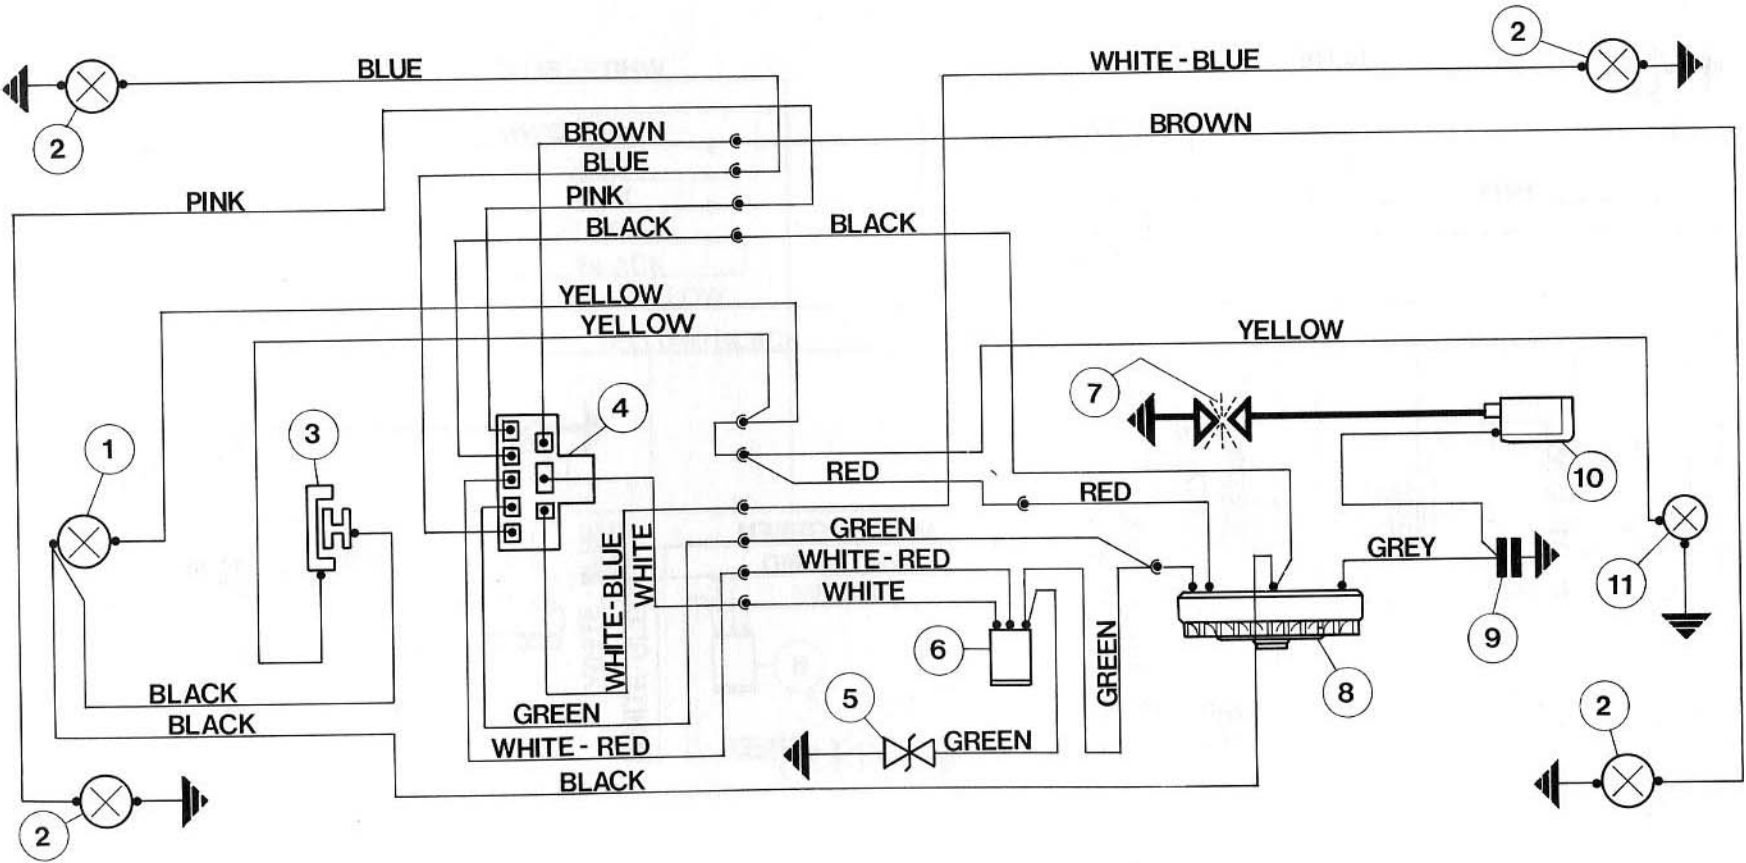 2
BLUE
WHITE-BLUE
BROWN
BROWN
2
BLUE
PINK
PINK
BLACK
BLACK
YELLOW
YELLOW
YELLOW
7
4
3
1
RED
RED
10
GREEN
WHITE-RED
WHITE
GREY
11
WHITE-BLUE
WHITE
6
GREEN
9
8
5
2
BLACK
GREEN
BLACK
GREEN
WHITE-RED
BLACK
2